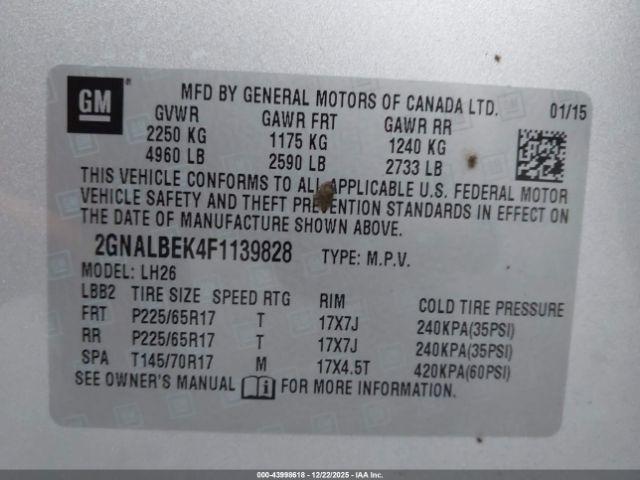 GM
MFD BY GENERAL MOTORS OF CANADA LTD. 01/15
GVWR GAWR FRT GAWR RR
2250 KG 1175 KG 1240 KG
4960 LB 2590 LB 2733 LB
THIS VEHICLE CONFORMS TO ALL APPLICABLE U.S. FEDERAL MOTOR
VEHICLE SAFETY AND THEFT PREVENTION STANDARDS IN EFFECT ON
THE DATE OF MANUFACTURE SHOWN ABOVE.
2GNALBEK4F1139828 TYPE: M.P.V.
MODEL: LH26
LBB2 TIRE SIZE SPEED RTG RIM COLD TIRE PRESSURE
FRT P225/65R17 T 17X7J 240KPA(35PSI)
RR P225/65R17 T 17X7J 240KPA(35PSI)
SPA T145/70R17 M 17X4.5T 420KPA(60PSI)
SEE OWNER'S MANUAL FOR MORE INFORMATION.
000-43998618 - 12/22/2025 - IAA Inc.